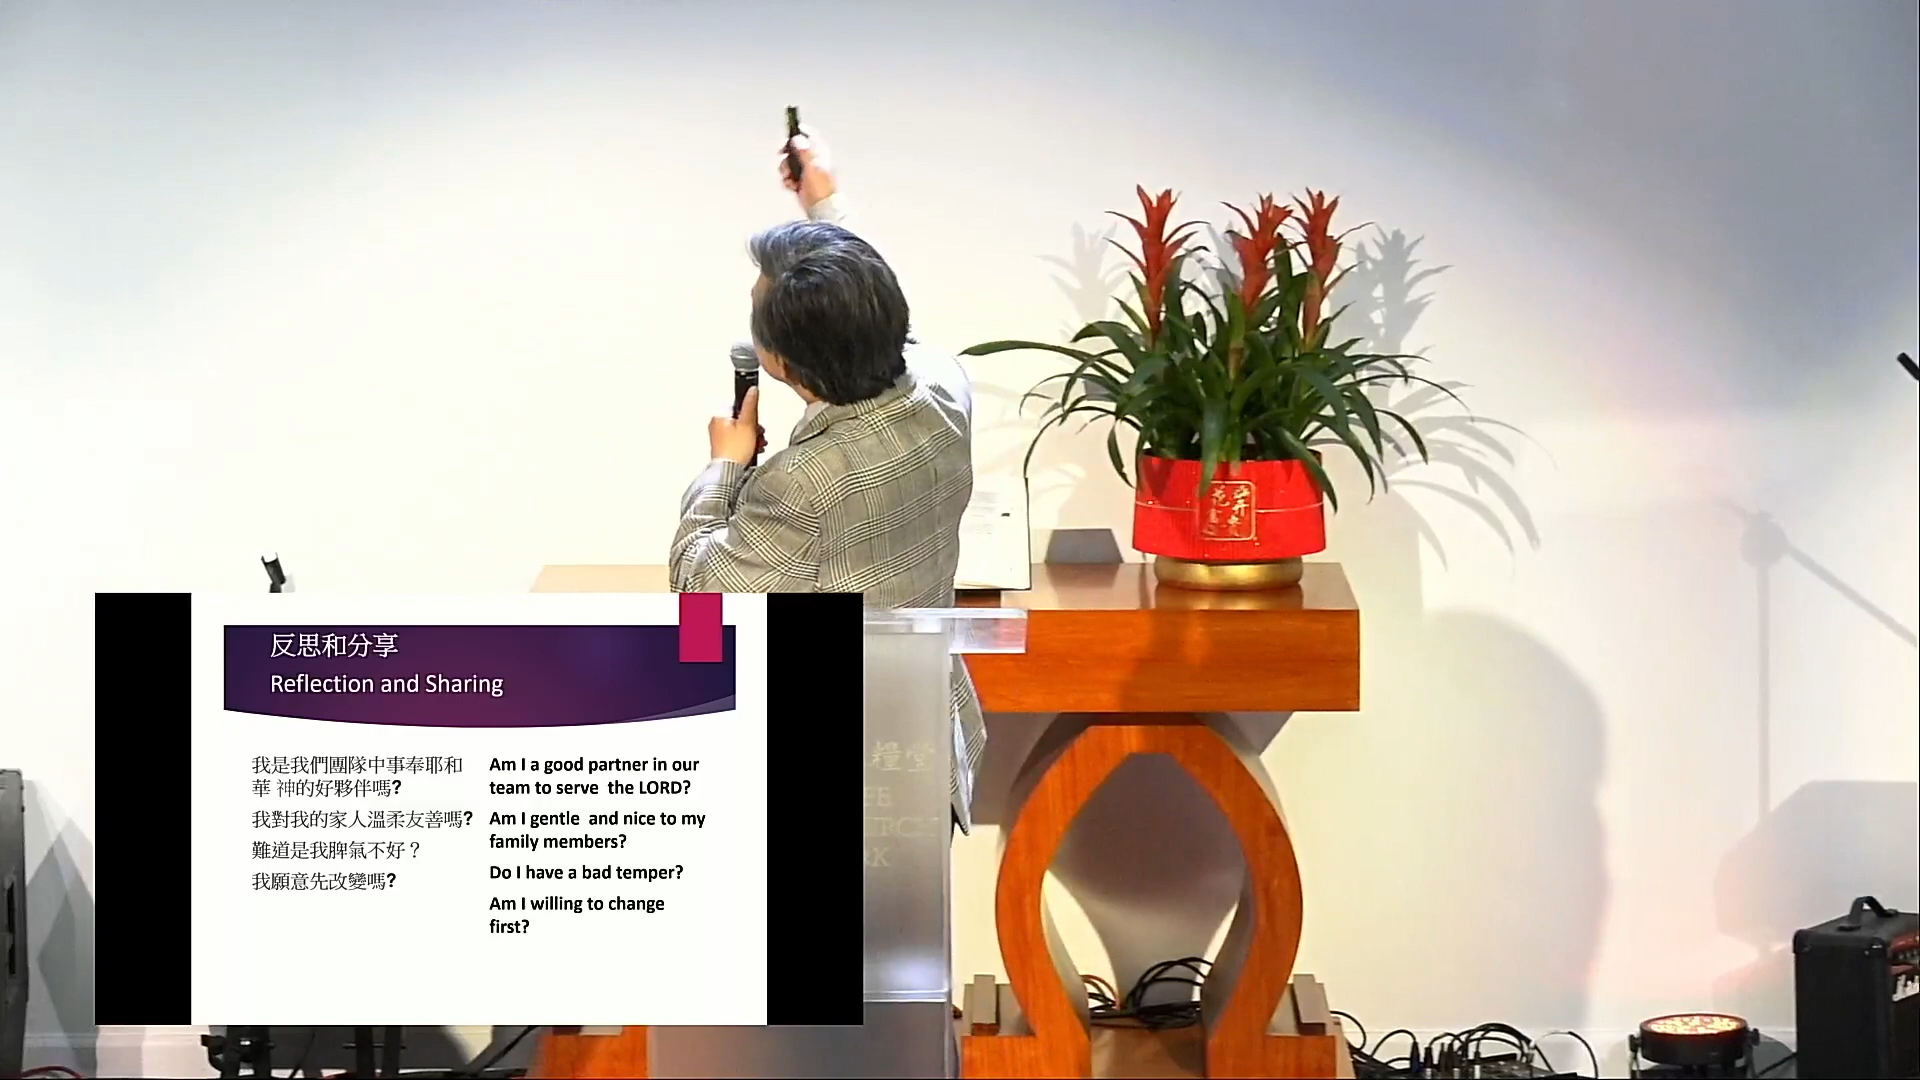 反思和分享
Reflection and Sharing
我是我們團隊中事奉耶和
華 神的好夥伴嗎?
我對我的家人溫柔友善嗎?
難道是我脾氣不好？
我願意先改變嗎?
Am I a good partner in our
team to serve  the LORD?
Am I gentle  and nice to my
family members?
Do I have a bad temper?
Am I willing to change
first?
糧堂